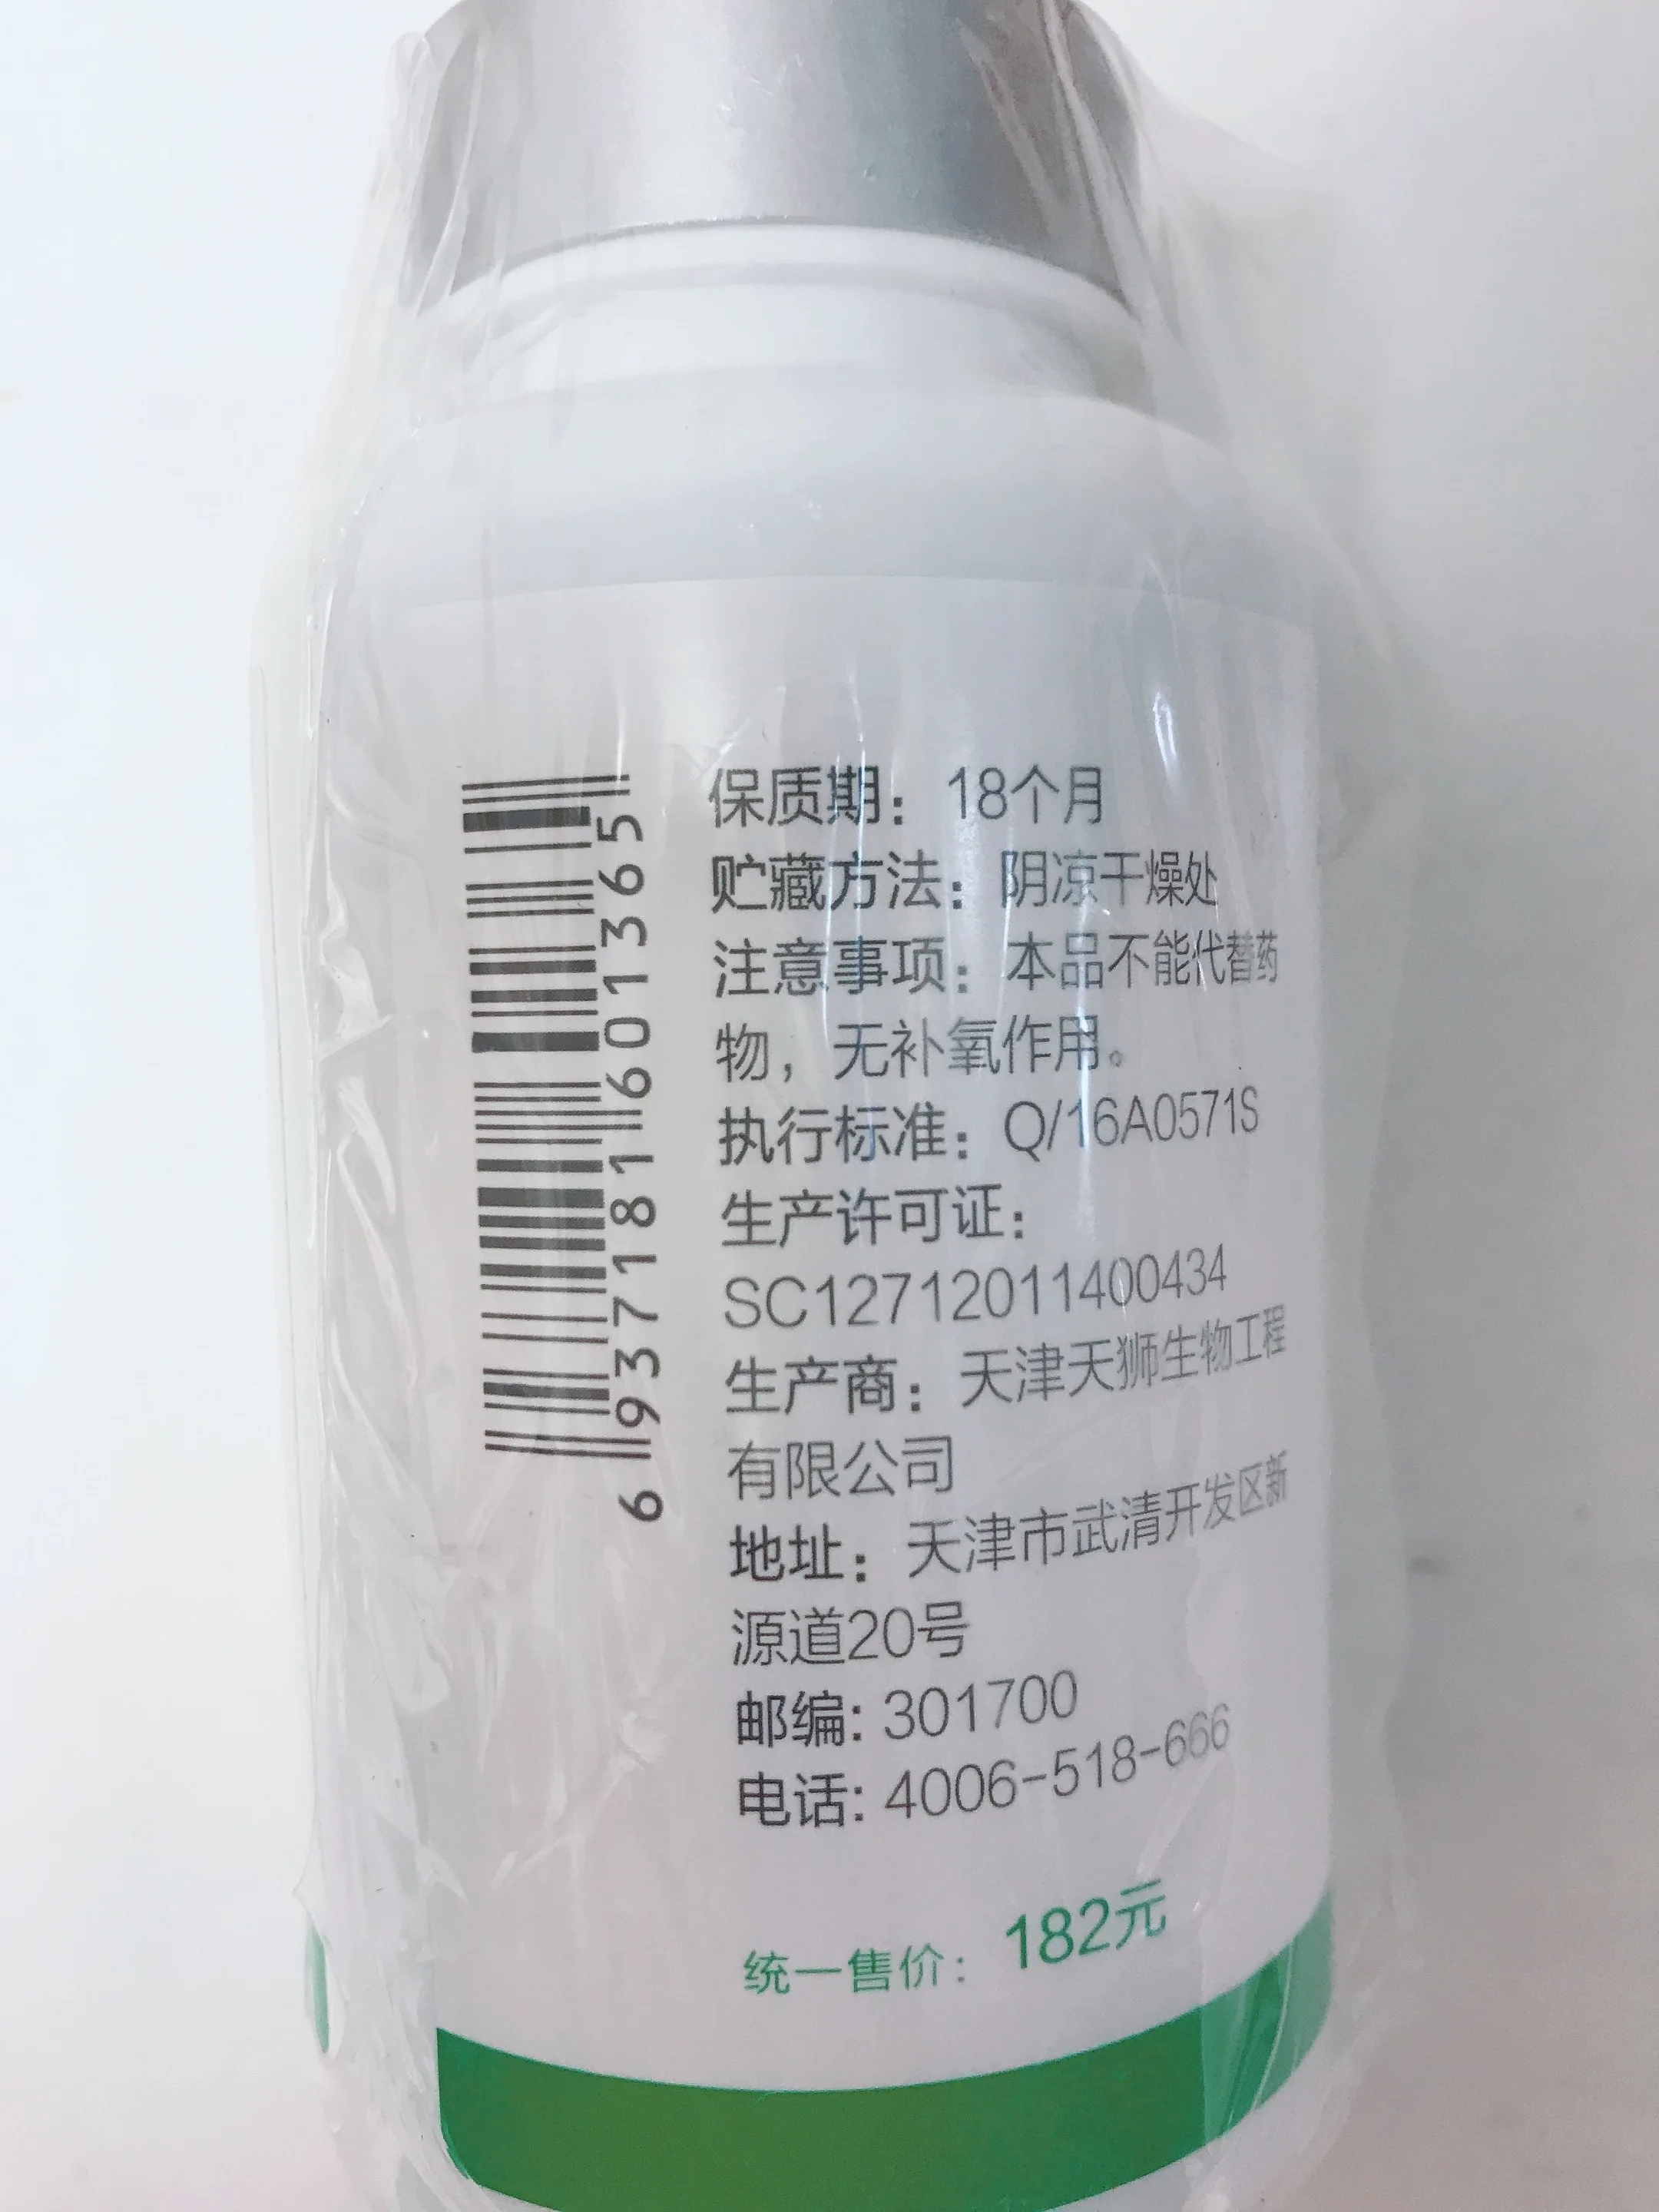 6 937181 601365
保质期：18个月
贮藏方法：阴凉干燥处
注意事项：本品不能代替药
物，无补氧作用。
执行标准：Q/16A0571S
生产许可证：
SC12712011400434
生产商：天津天狮生物工程
有限公司
地址：天津市武清开发区新
源道20号
邮编: 301700
电话: 4006-518-666
统一售价：182元